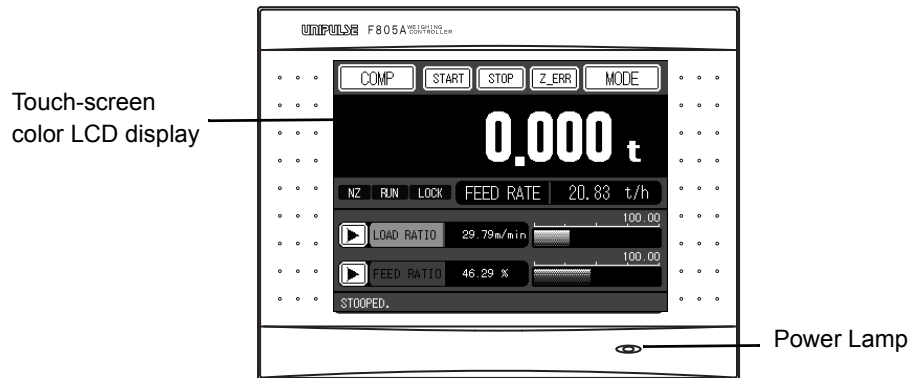 UNIPULSE F805A WEIGHING CONTROLLER
COMP START STOP Z_ERR MODE
Touch-screen
color LCD display
0.000 t
NZ RUN LOCK FEED RATE 20.83 t/h
100.00
LOAD RATIO 29.79m/min
100.00
FEED RATIO 46.29 %
STOOPED.
Power Lamp